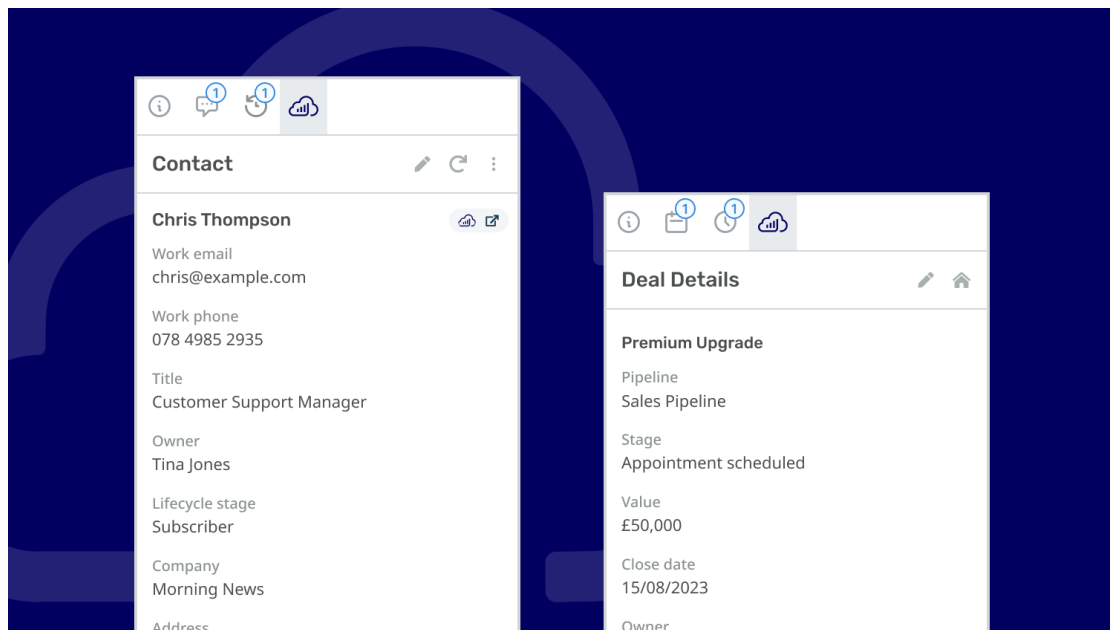 1
1
Contact
Chris Thompson
Work email
chris@example.com
Work phone
078 4985 2935
Title
Customer Support Manager
Owner
Tina Jones
Lifecycle stage
Subscriber
Company
Morning News
Address
1
1
Deal Details
Premium Upgrade
Pipeline
Sales Pipeline
Stage
Appointment scheduled
Value
£50,000
Close date
15/08/2023
Owner